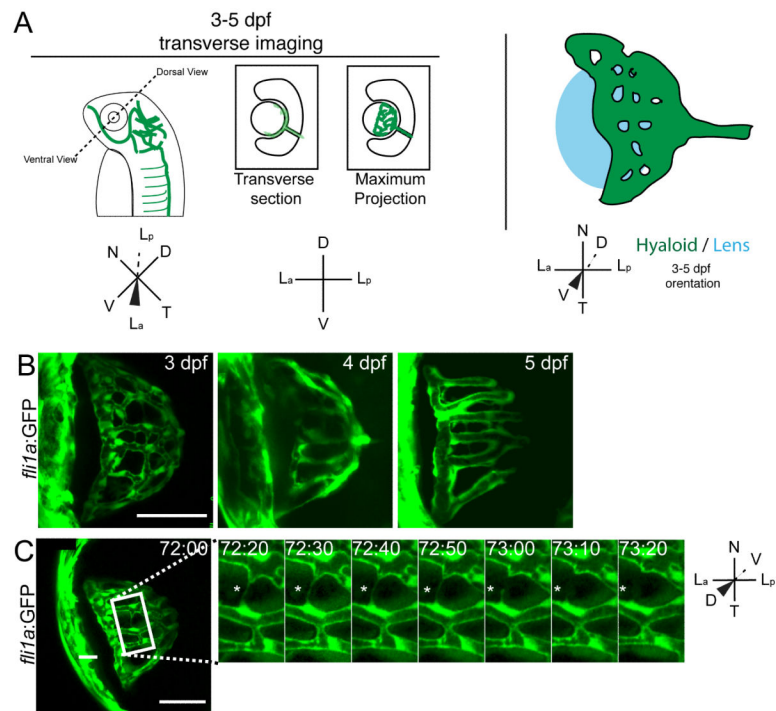 A
3-5 dpf
transverse imaging
Dorsal View
Ventral View
Transverse
section
Maximum
Projection
Lp
N D
V T
La
D
La Lp
V
N
D
La Lp
V
T
Hyaloid / Lens
3-5 dpf
orentation
B
fli1a:GFP
3 dpf 4 dpf 5 dpf
C
fli1a:GFP
72:00 72:20 72:30 72:40 72:50 73:00 73:10 73:20
* * * * * * *
N
V
La Lp
D
T